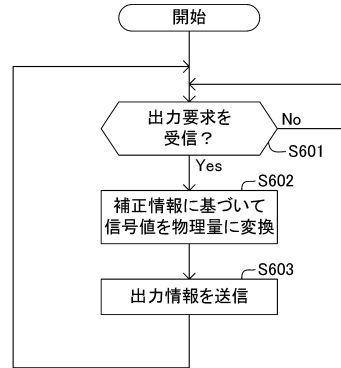 開始
出力要求を
受信？
No
S601
Yes
S602
補正情報に基づいて
信号値を物理量に変換
S603
出力情報を送信